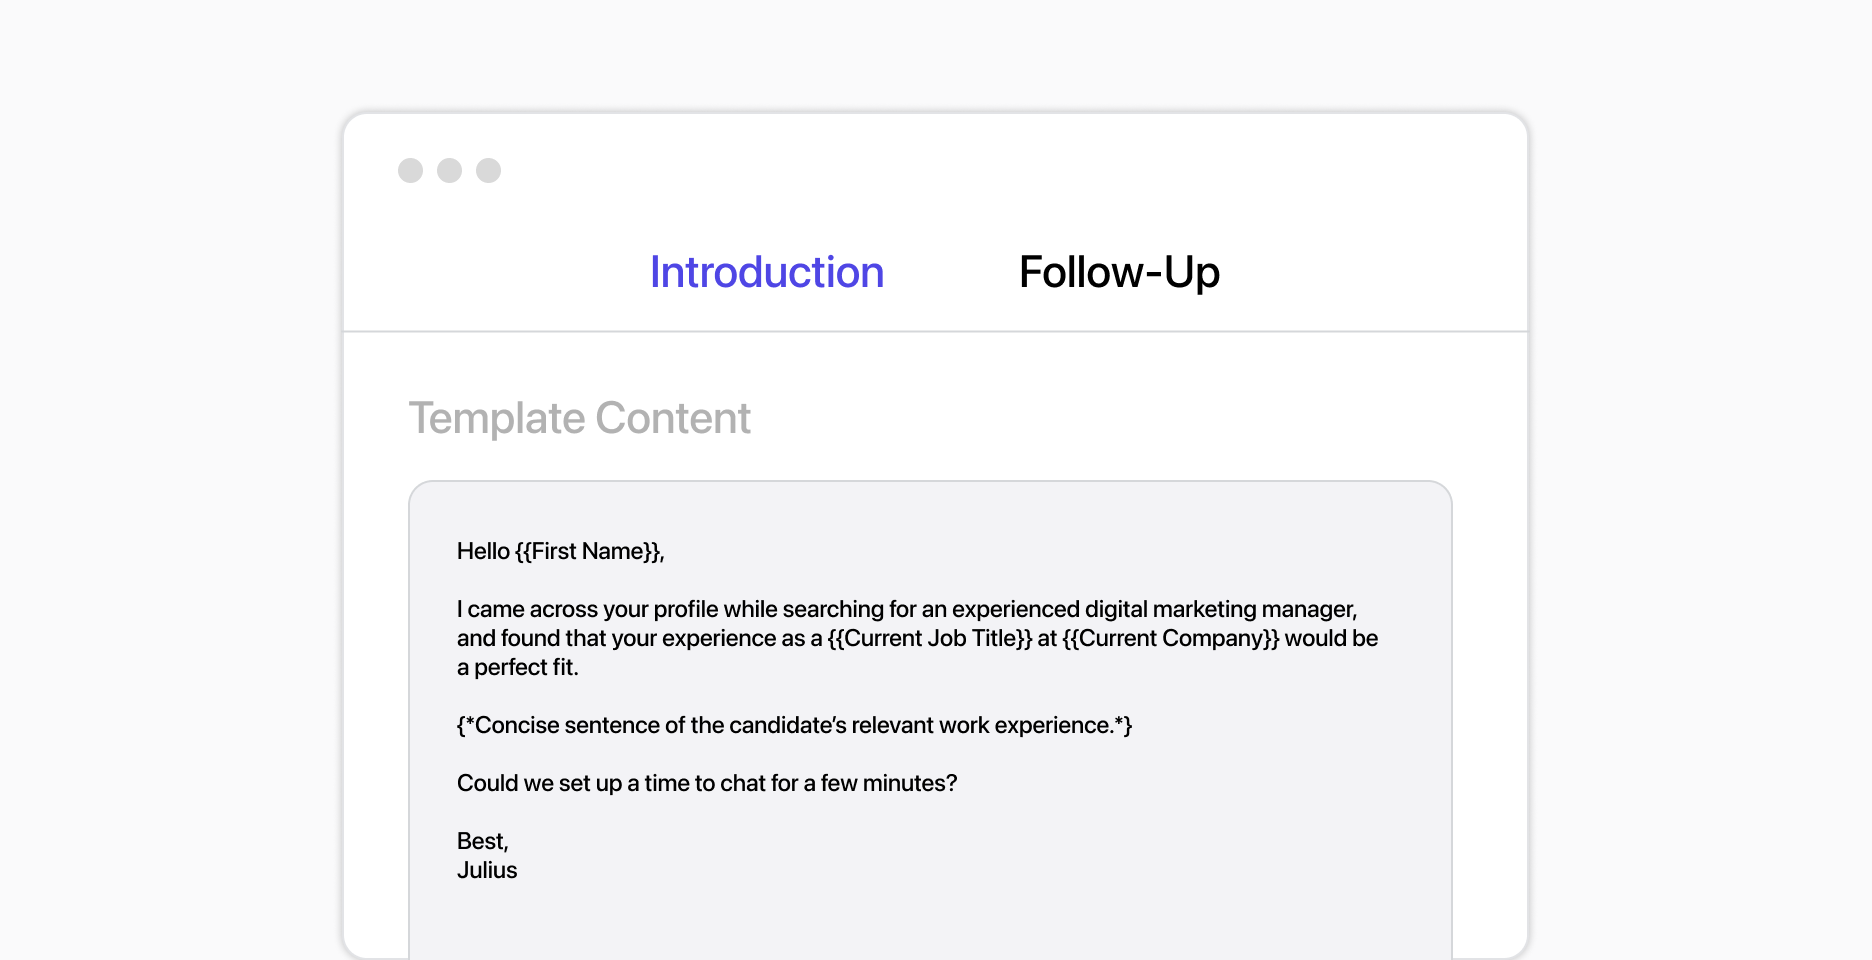 Introduction
Follow-Up
Template Content
Hello {{First Name}},
I came across your profile while searching for an experienced digital marketing manager,
and found that your experience as a {{Current Job Title}} at {{Current Company}} would be
a perfect fit.
{*Concise sentence of the candidate’s relevant work experience.*}
Could we set up a time to chat for a few minutes?
Best,
Julius